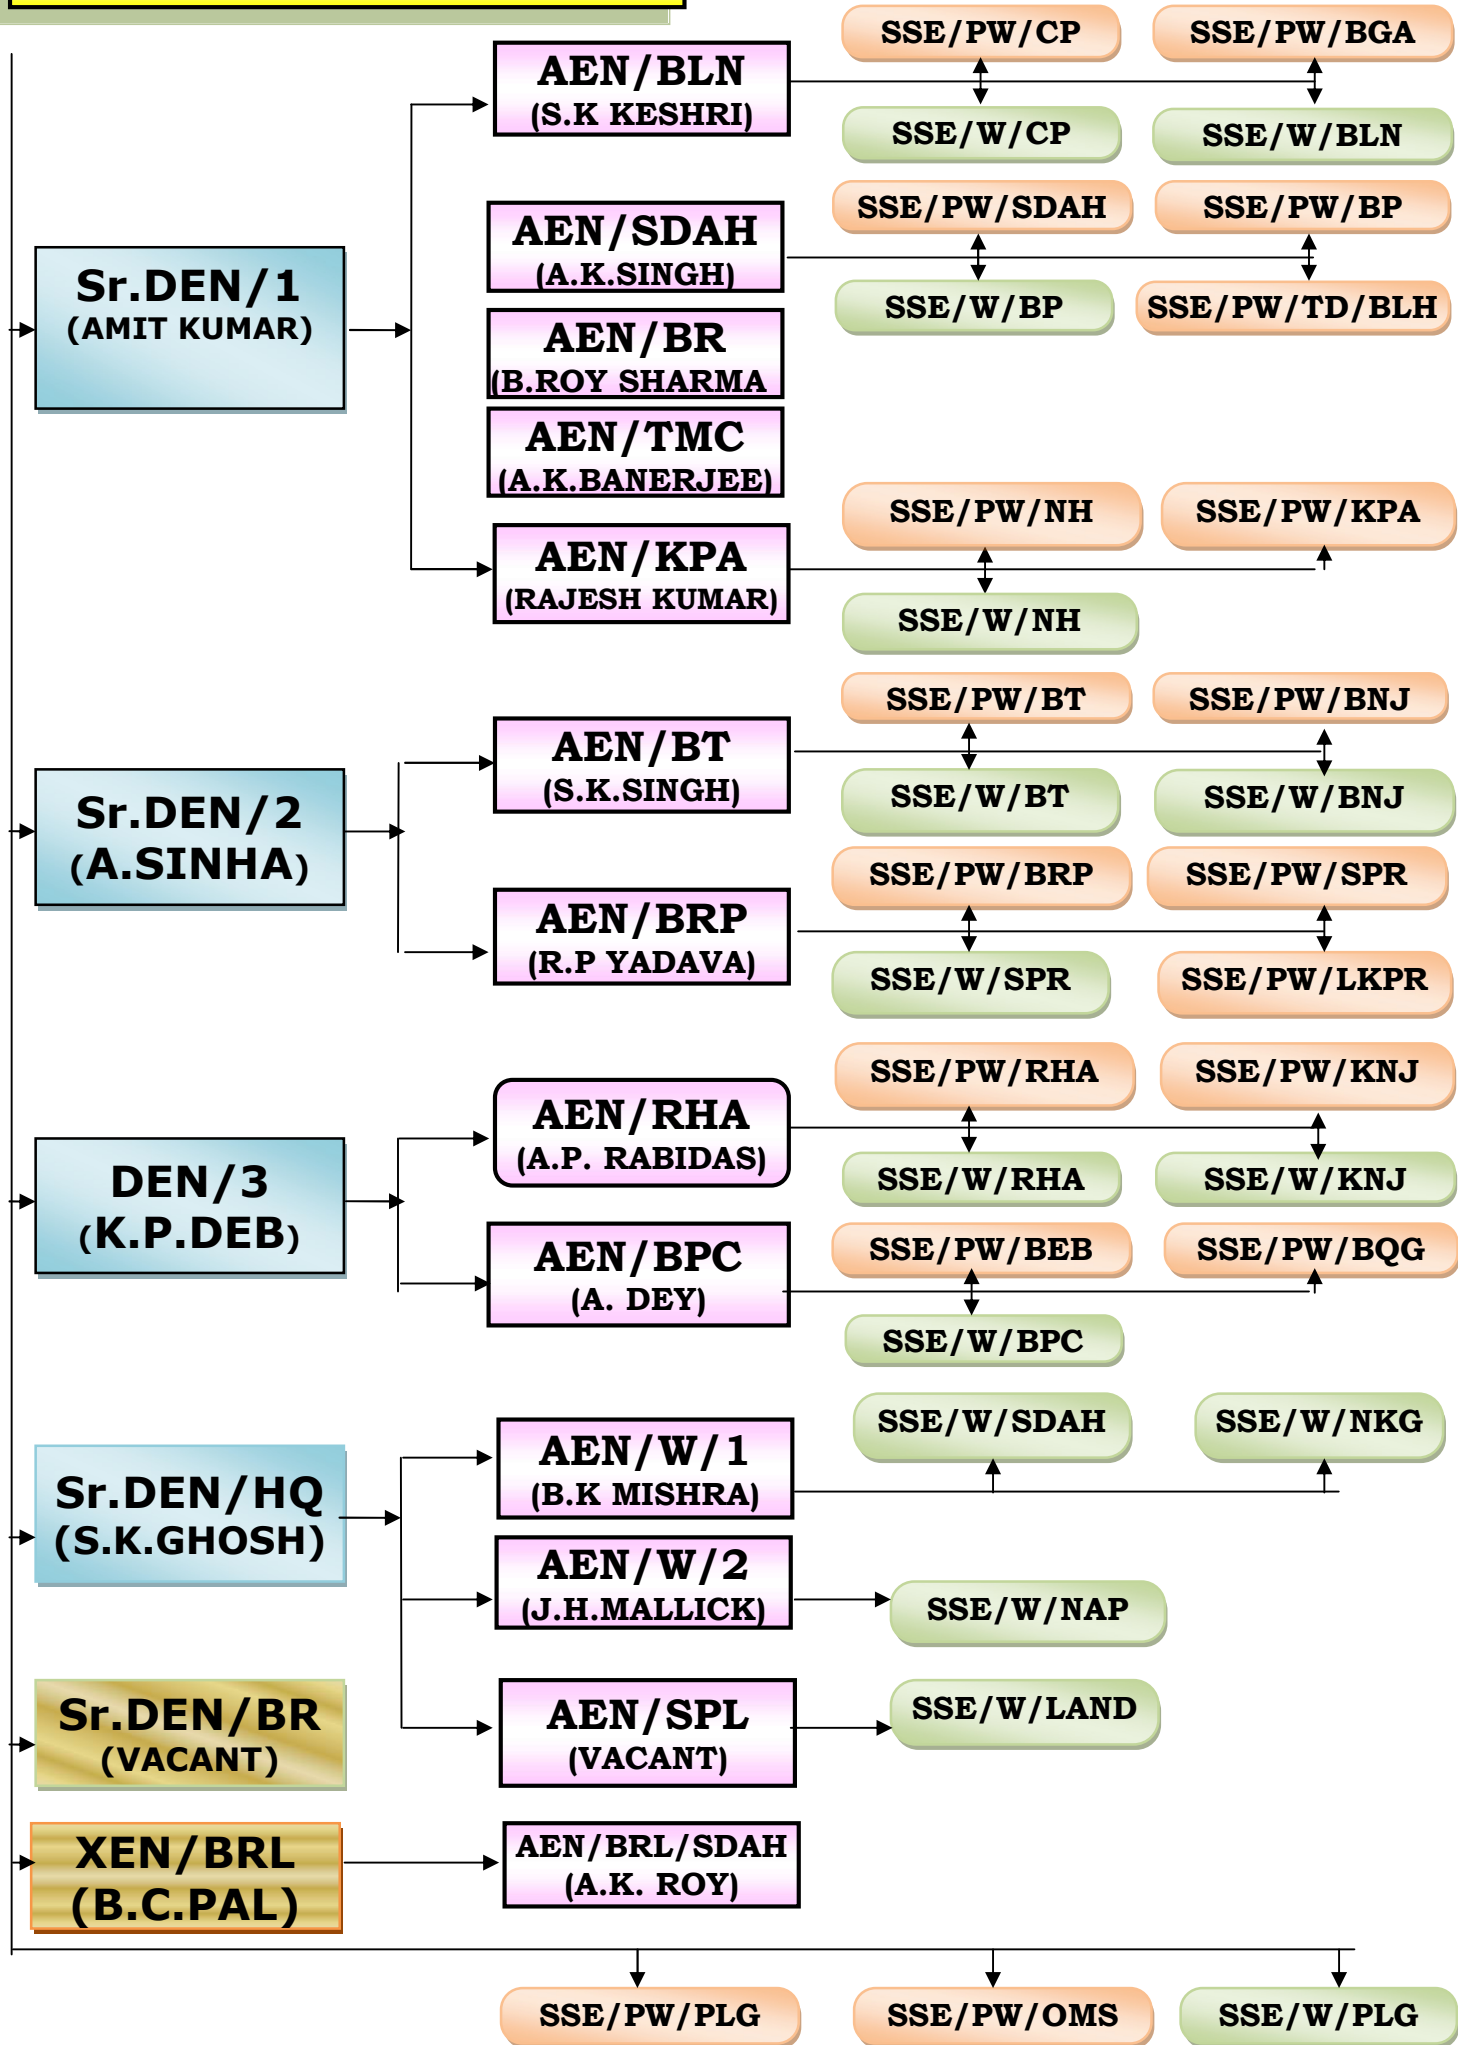 SSE/PW/CP
SSE/PW/BGA
AEN/BLN
(S.K KESHRI)
SSE/W/CP
SSE/W/BLN
SSE/PW/SDAH
SSE/PW/BP
AEN/SDAH
(A.K.SINGH)
SSE/W/BP
SSE/PW/TD/BLH
Sr.DEN/1
(AMIT KUMAR)
AEN/BR
(B.ROY SHARMA
AEN/TMC
(A.K.BANERJEE)
SSE/PW/NH
SSE/PW/KPA
AEN/KPA
(RAJESH KUMAR)
SSE/W/NH
SSE/PW/BT
SSE/PW/BNJ
AEN/BT
(S.K.SINGH)
SSE/W/BT
SSE/W/BNJ
Sr.DEN/2
(A.SINHA)
SSE/PW/BRP
SSE/PW/SPR
AEN/BRP
(R.P YADAVA)
SSE/W/SPR
SSE/PW/LKPR
SSE/PW/RHA
SSE/PW/KNJ
AEN/RHA
(A.P. RABIDAS)
SSE/W/RHA
SSE/W/KNJ
DEN/3
(K.P.DEB)
SSE/PW/BEB
SSE/PW/BQG
AEN/BPC
(A. DEY)
SSE/W/BPC
SSE/W/SDAH
SSE/W/NKG
AEN/W/1
(B.K MISHRA)
Sr.DEN/HQ
(S.K.GHOSH)
AEN/W/2
(J.H.MALLICK)
SSE/W/NAP
Sr.DEN/BR
(VACANT)
AEN/SPL
(VACANT)
SSE/W/LAND
XEN/BRL
(B.C.PAL)
AEN/BRL/SDAH
(A.K. ROY)
SSE/PW/PLG
SSE/PW/OMS
SSE/W/PLG